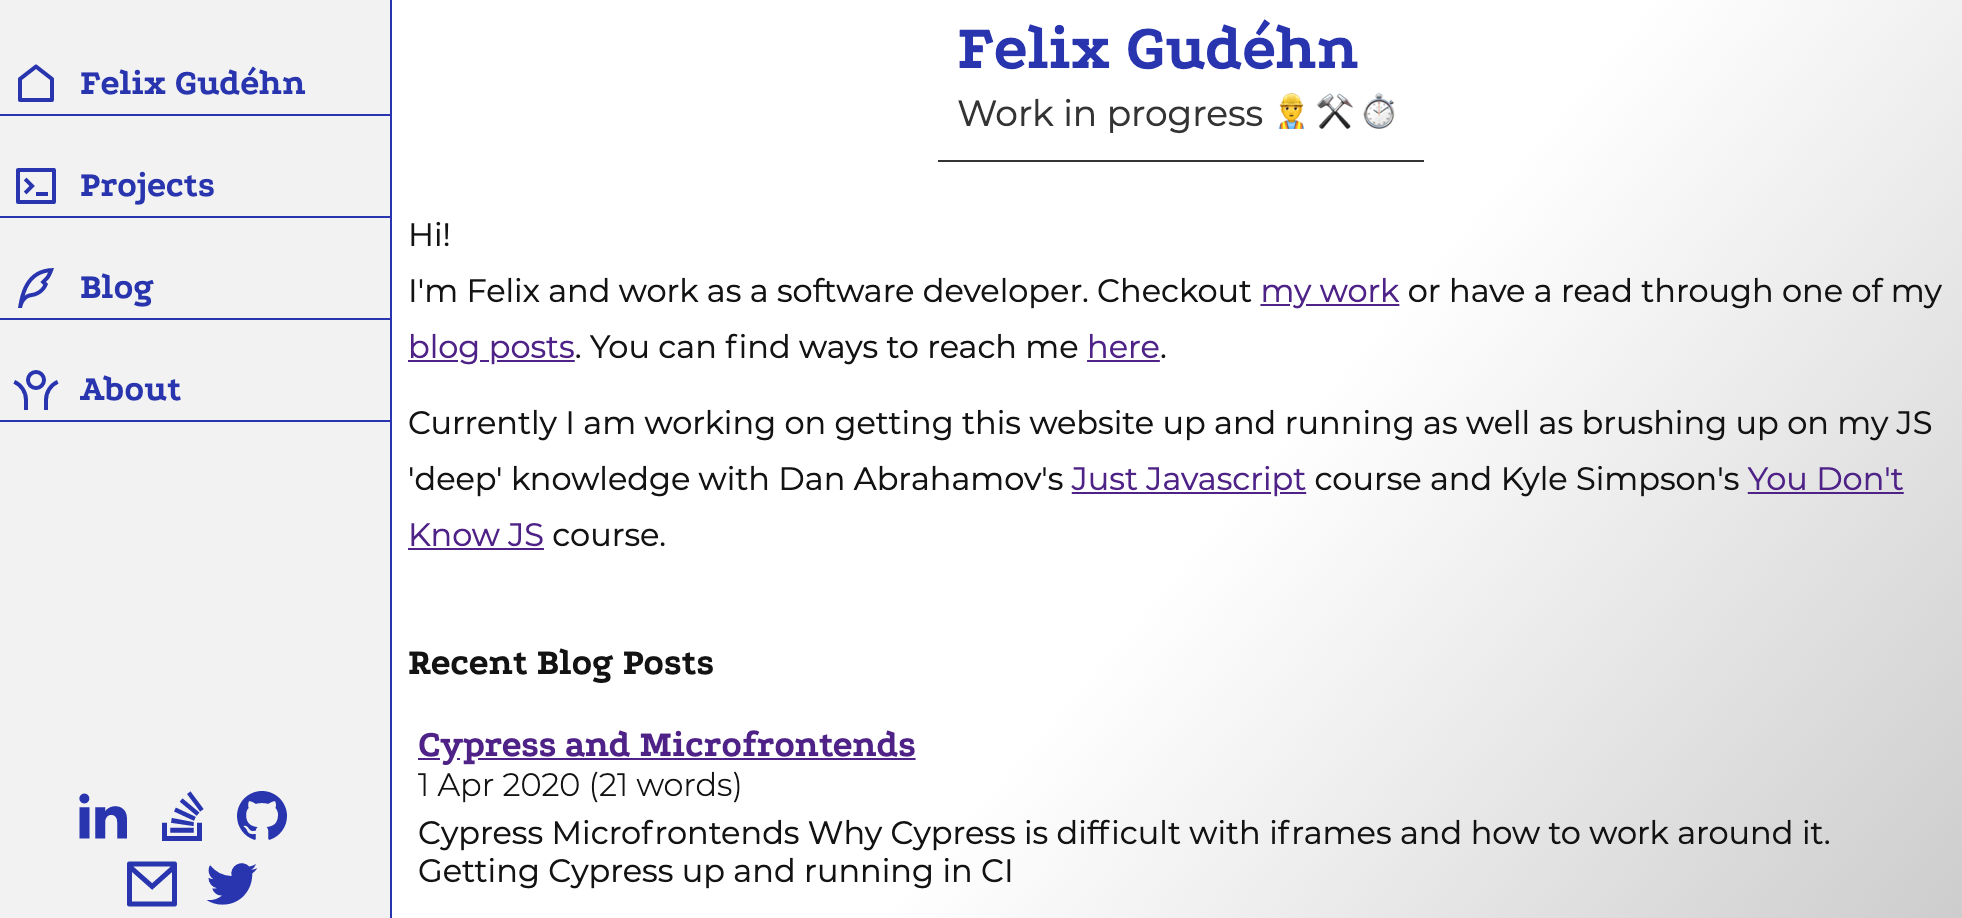 Felix Gudéhn
Projects
Blog
About
Felix Gudéhn
Work in progress 👷⚒⏱
Hi!
I'm Felix and work as a software developer. Checkout my work or have a read through one of my
blog posts. You can find ways to reach me here.
Currently I am working on getting this website up and running as well as brushing up on my JS
'deep' knowledge with Dan Abrahamov's Just Javascript course and Kyle Simpson's You Don't
Know JS course.
Recent Blog Posts
Cypress and Microfrontends
1 Apr 2020 (21 words)
Cypress Microfrontends Why Cypress is difficult with iframes and how to work around it.
Getting Cypress up and running in CI
in